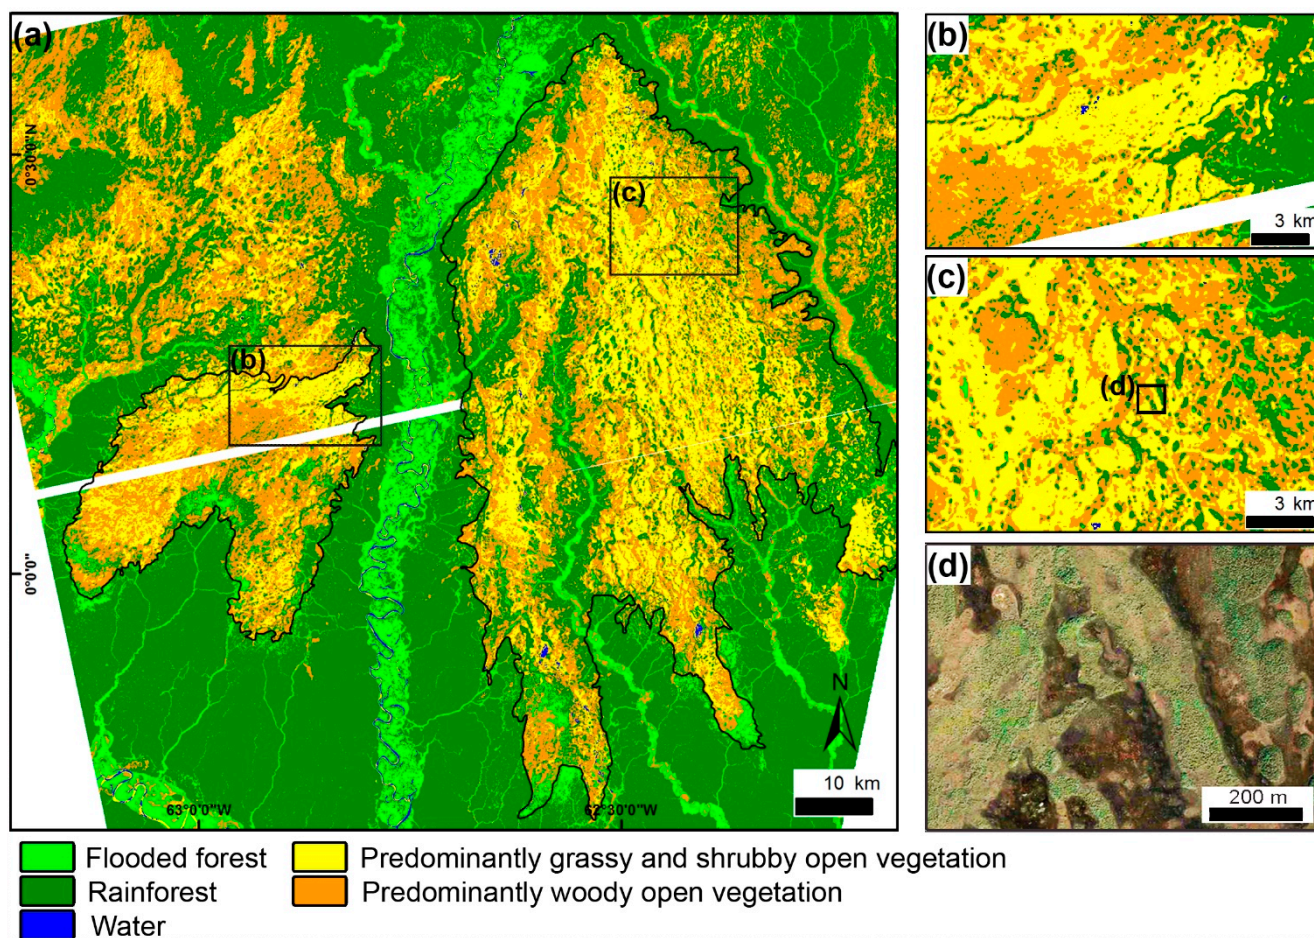 (a)
(b)
(c)
0°30'0"N
0°0'0"
63°0'0"W
62°30'0"W
N
10 km
(b)
3 km
(c)
(d)
3 km
(d)
200 m
Flooded forest
Predominantly grassy and shrubby open vegetation
Rainforest
Predominantly woody open vegetation
Water